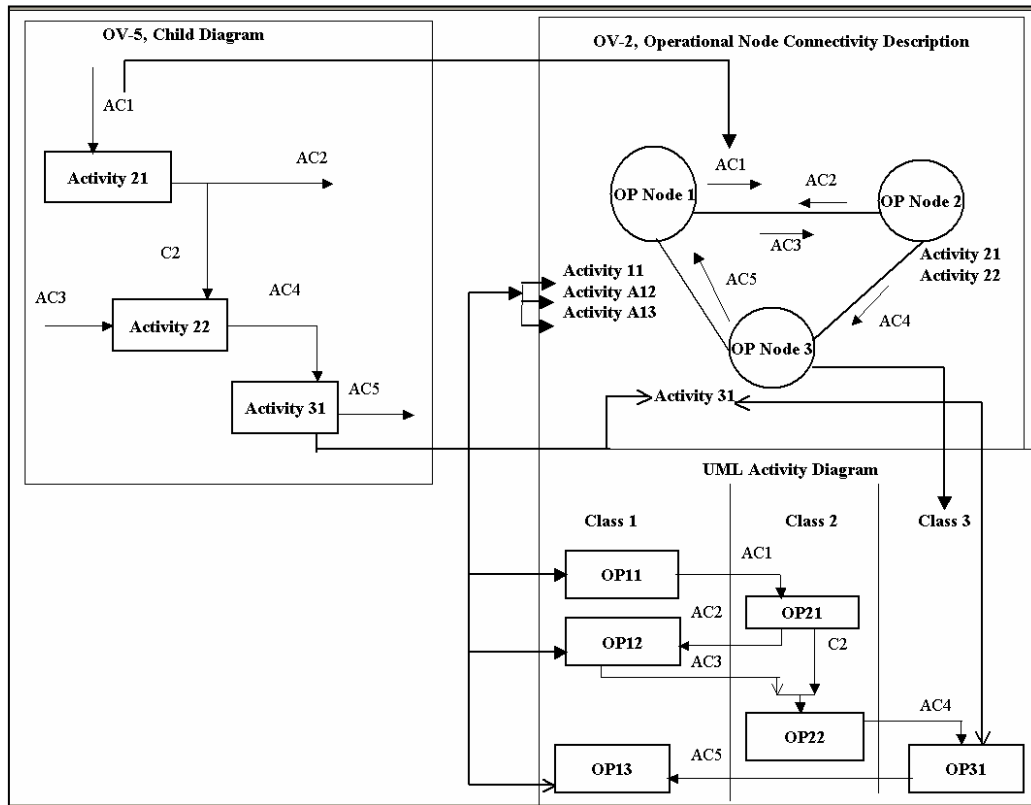 OV-5, Child Diagram
AC1
Activity 21
AC2
C2
AC3
AC4
Activity 22
AC5
Activity 31
OV-2, Operational Node Connectivity Description
OP Node 1
AC1
AC2
OP Node 2
AC3
Activity 21
Activity 22
AC5
AC4
Activity 11
Activity A12
Activity A13
OP Node 3
Activity 31
UML Activity Diagram
Class 1
Class 2
Class 3
OP11
AC1
OP21
AC2
OP12
C2
AC3
OP22
AC4
OP13
AC5
OP31